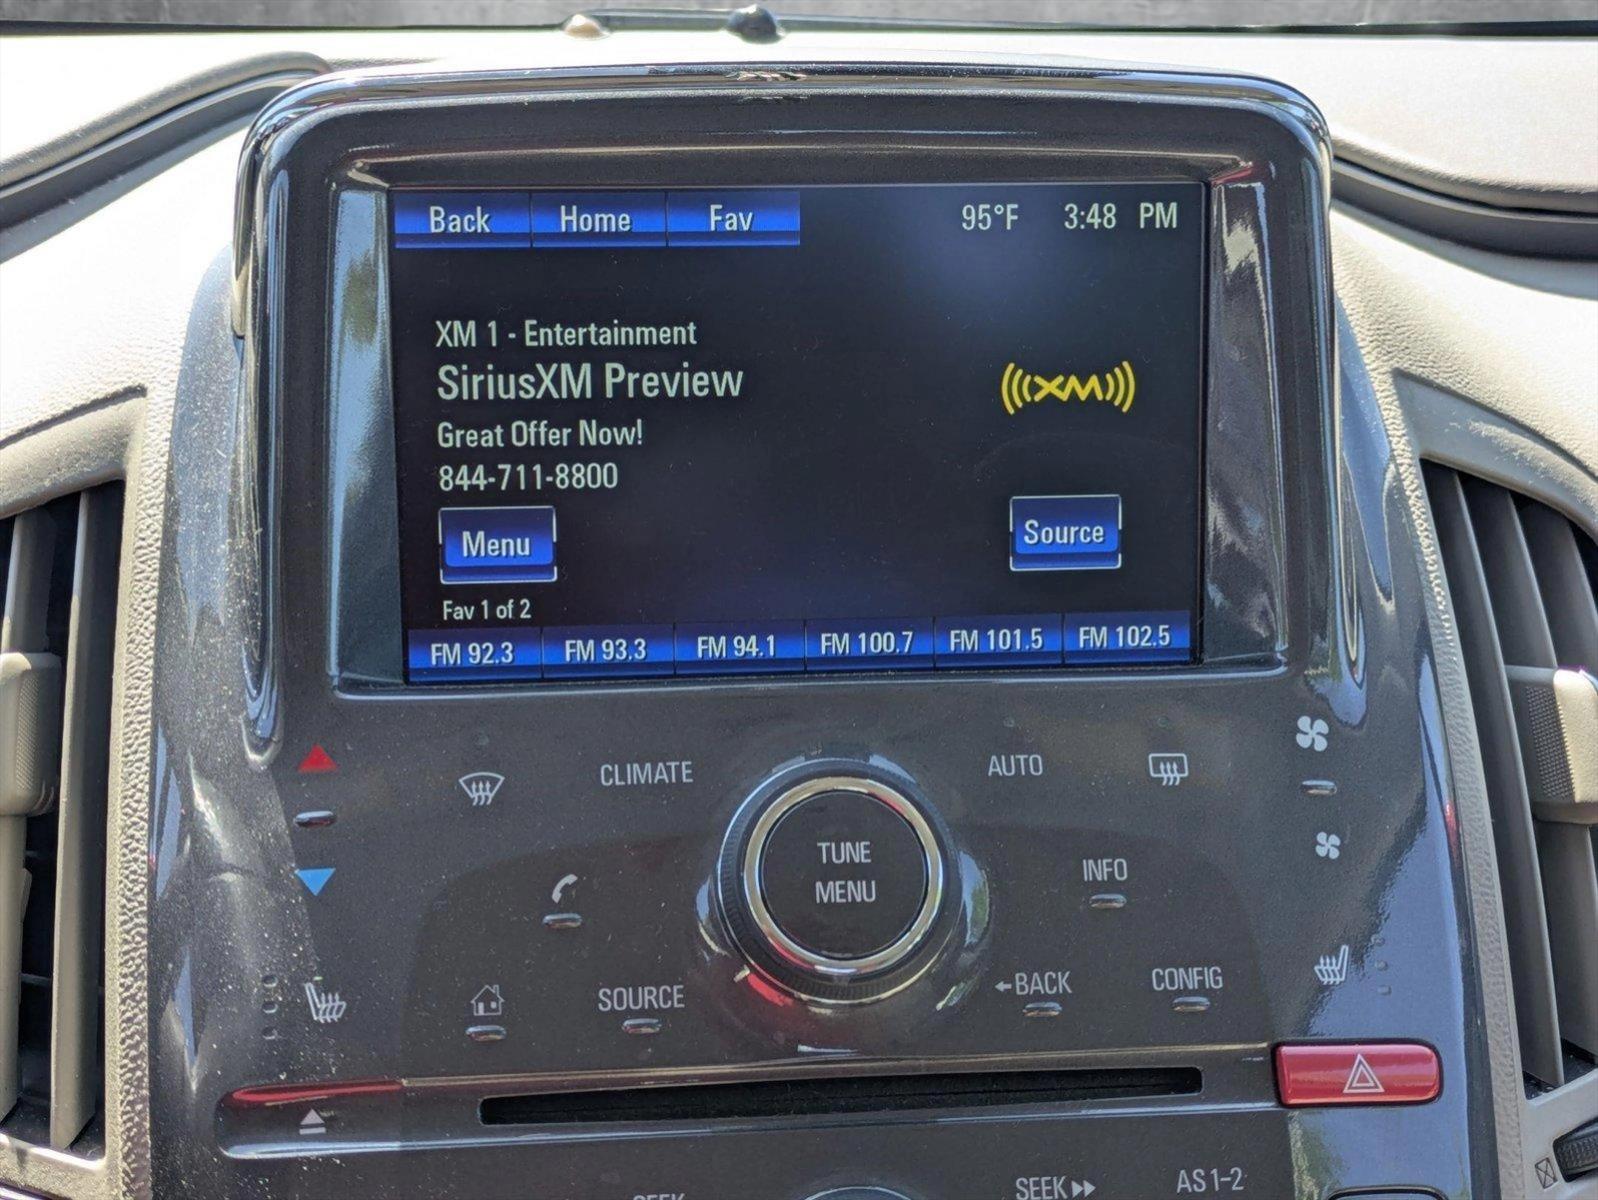 Back Home Fav 95°F 3:48 PM
XM 1 - Entertainment
SiriusXM Preview
XM
Great Offer Now!
844-711-8800
Menu Source
Fav 1 of 2
FM 92.3 FM 93.3 FM 94.1 FM 100.7 FM 101.5 FM 102.5
CLIMATE AUTO
TUNE
MENU
INFO
SOURCE ←BACK CONFIG
SEEK SEEK AS 1-2